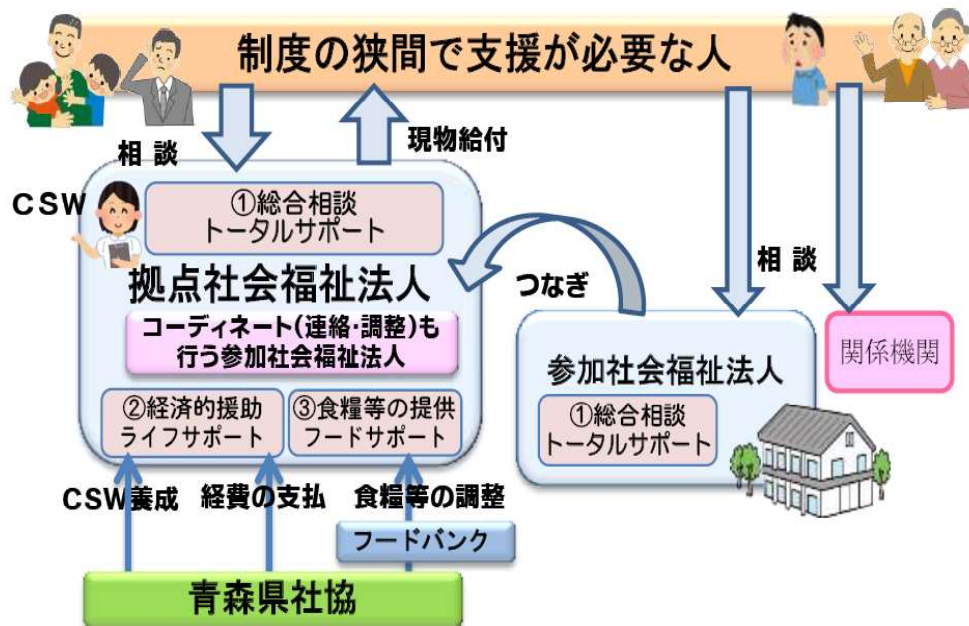 制度の狭間で支援が必要な人
相 談
現物給付
CSW
①総合相談
トータルサポート
拠点社会福祉法人
コーディネート(連絡・調整)も
行う参加社会福祉法人
②経済的援助
ライフサポート
③食糧等の提供
フードサポート
つなぎ
相 談
参加社会福祉法人
①総合相談
トータルサポート
関係機関
CSW養成
経費の支払
食糧等の調整
フードバンク
青森県社協